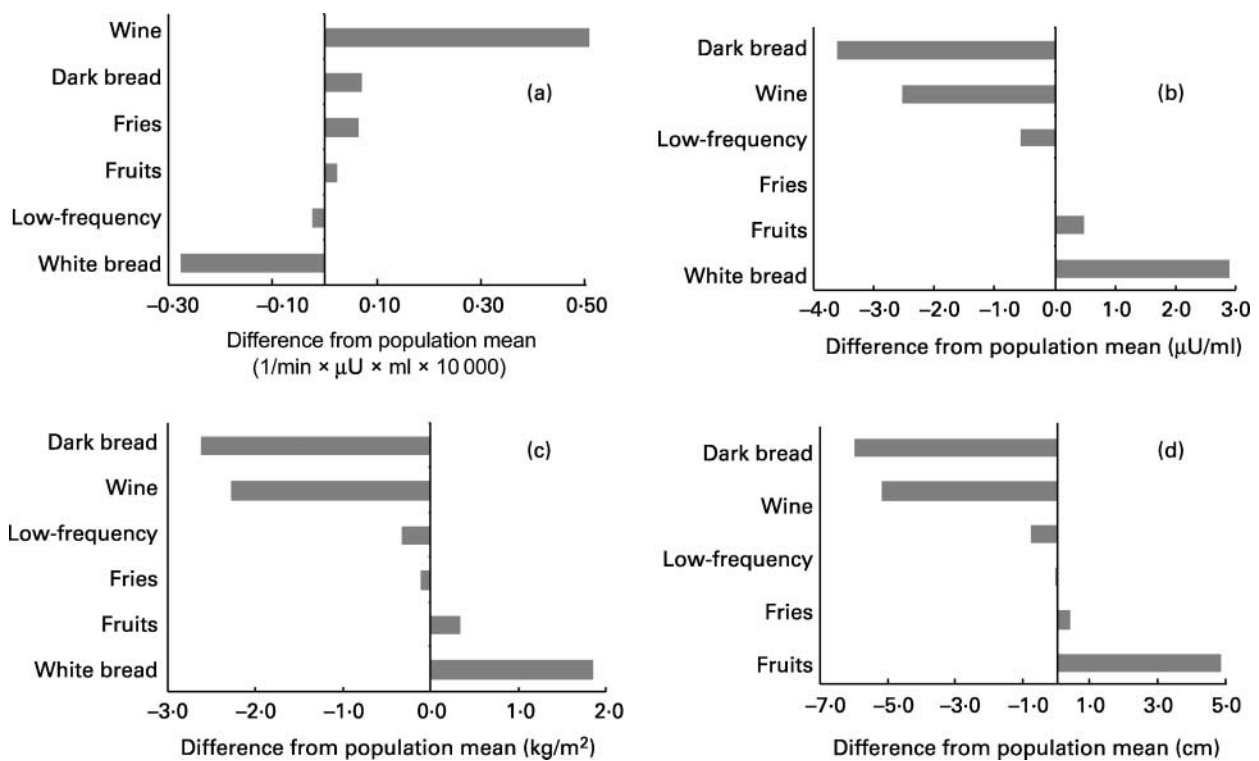 Wine
Dark bread
Fries
Fruits
Low-frequency
White bread
(a)
–0·30 –0·10 0·10 0·30 0·50
Difference from population mean
(1/min × μU × ml × 10 000)
Dark bread
Wine
Low-frequency
Fries
Fruits
White bread
(b)
–4·0 –3·0 –2·0 –1·0 0·0 1·0 2·0 3·0
Difference from population mean (μU/ml)
Dark bread
Wine
Low-frequency
Fries
Fruits
White bread
(c)
–3·0 –2·0 –1·0 0·0 1·0 2·0
Difference from population mean (kg/m²)
Dark bread
Wine
Low-frequency
Fries
Fruits
(d)
–7·0 –5·0 –3·0 –1·0 1·0 3·0 5·0
Difference from population mean (cm)